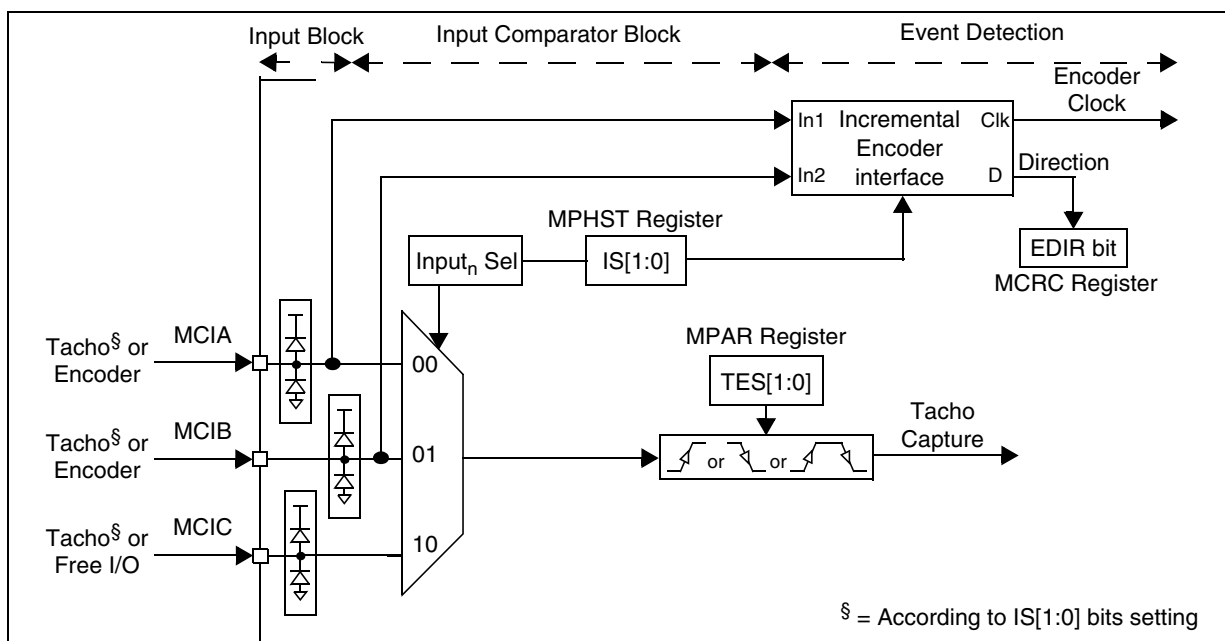 Input Block
Input Comparator Block
Event Detection
Encoder
Clock
In1
Incremental
Clk
Encoder
In2
interface
D
Direction
MPHST Register
Inputn Sel
IS[1:0]
EDIR bit
MCRC Register
Tacho§ or
Encoder
MCIA
00
MPAR Register
TES[1:0]
Tacho§ or
Encoder
MCIB
01
or
or
Tacho
Capture
Tacho§ or
Free I/O
MCIC
10
§ = According to IS[1:0] bits setting